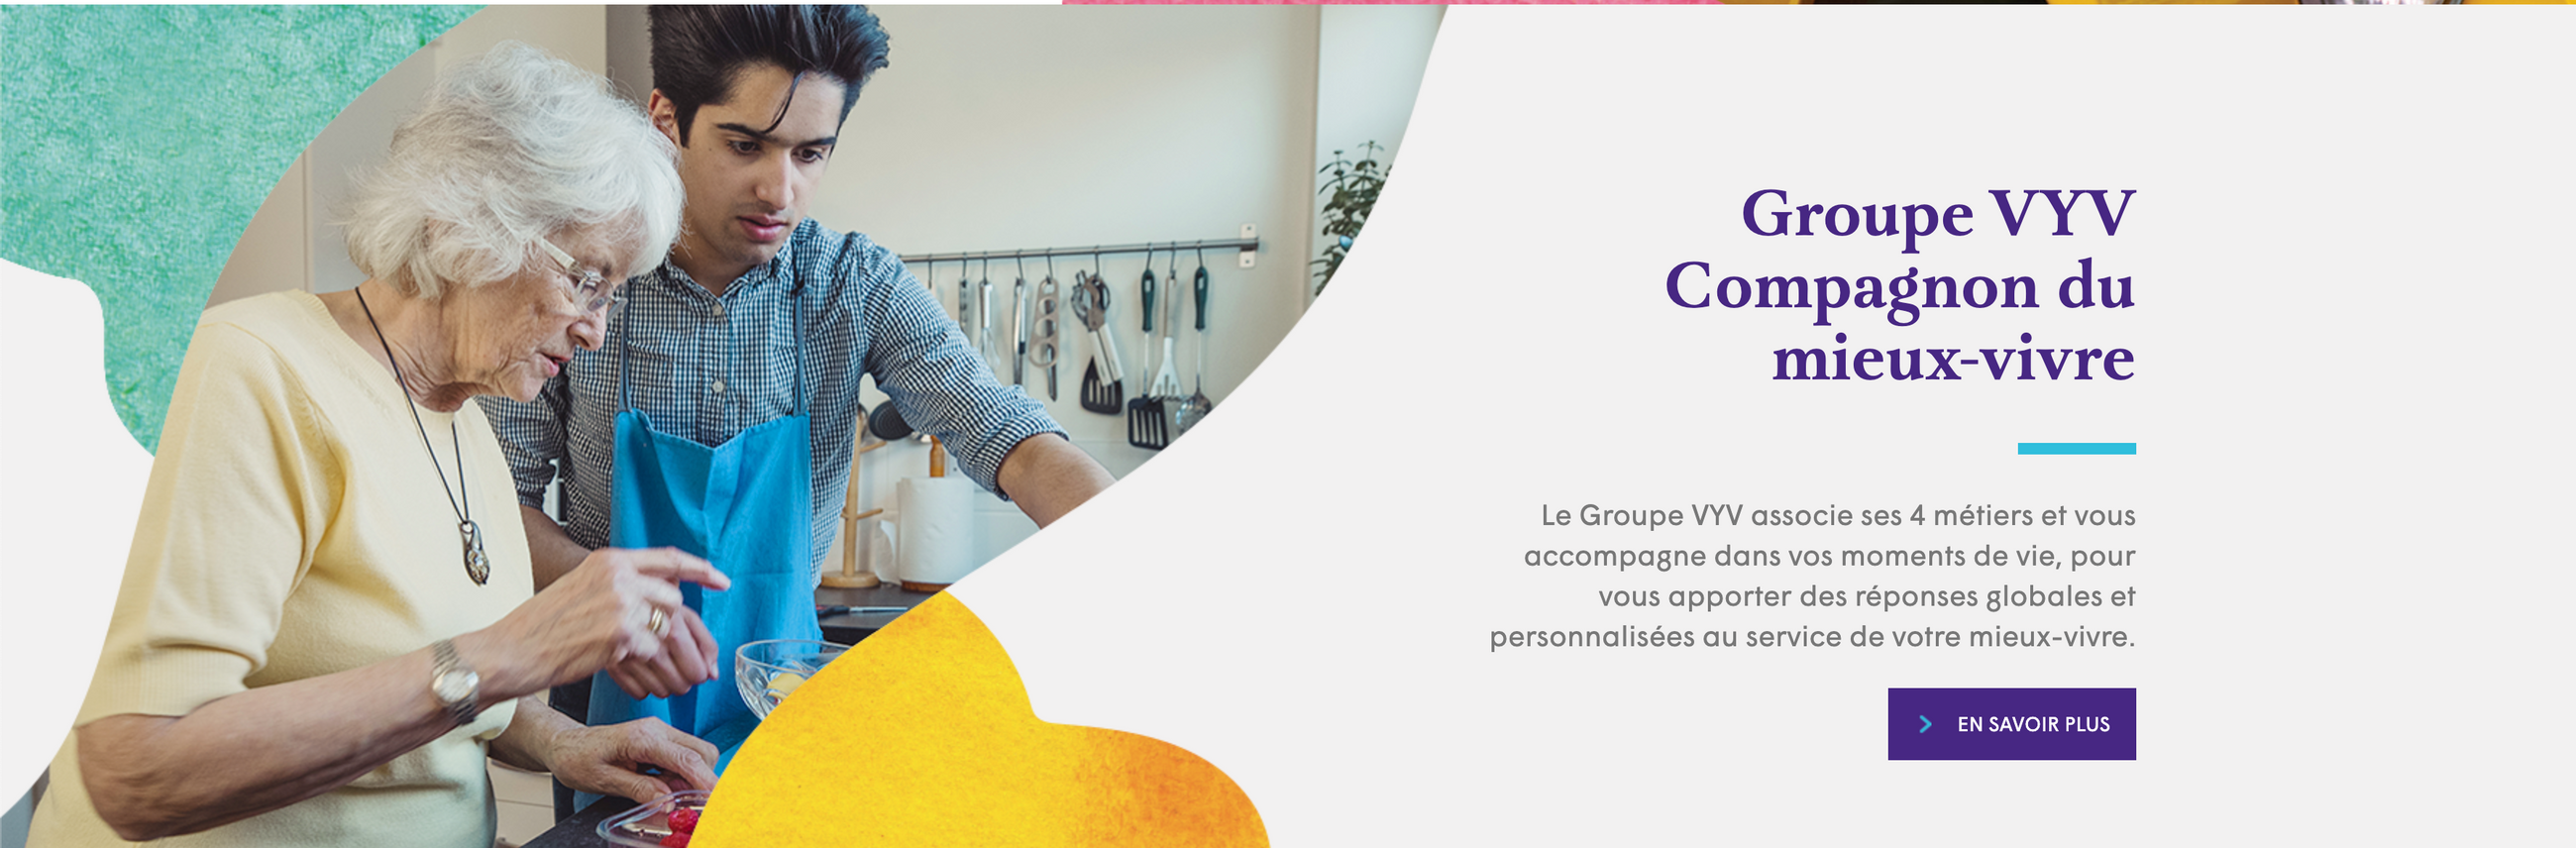 Groupe VYV
Compagnon du
mieux-vivre
Le Groupe VYV associe ses 4 métiers et vous
accompagne dans vos moments de vie, pour
vous apporter des réponses globales et
personnalisées au service de votre mieux-vivre.
EN SAVOIR PLUS